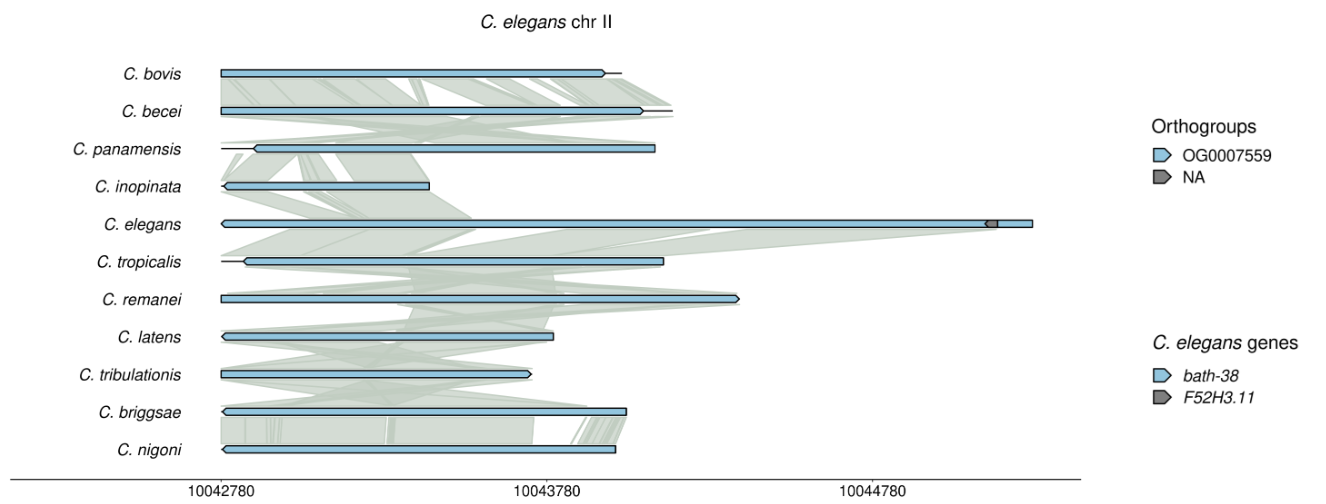 C. elegans chr II
C. bovis
C. becei
C. panamensis
C. inopinata
C. elegans
C. tropicalis
C. remanei
C. latens
C. tribulationis
C. briggsae
C. nigoni
10042780 10043780 10044780
Orthogroups
OG0007559
NA
C. elegans genes
bath-38
F52H3.11